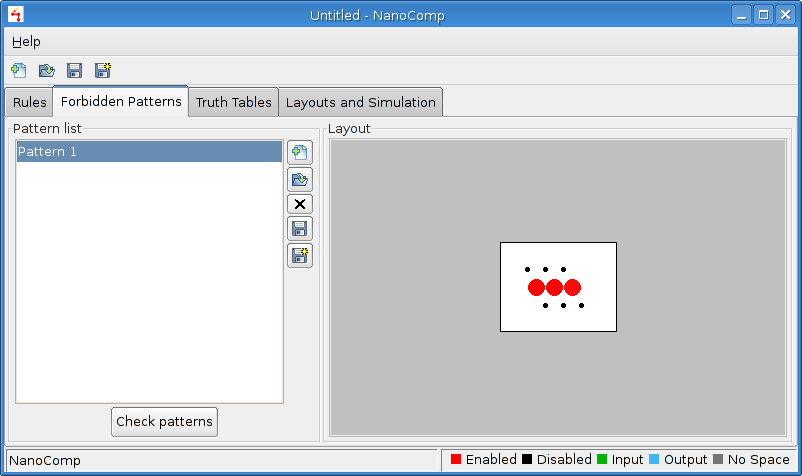 Untitled - NanoComp
Help
Rules
Forbidden Patterns
Truth Tables
Layouts and Simulation
Pattern list
Layout
Pattern 1
Check patterns
NanoComp
Enabled
Disabled
Input
Output
No Space